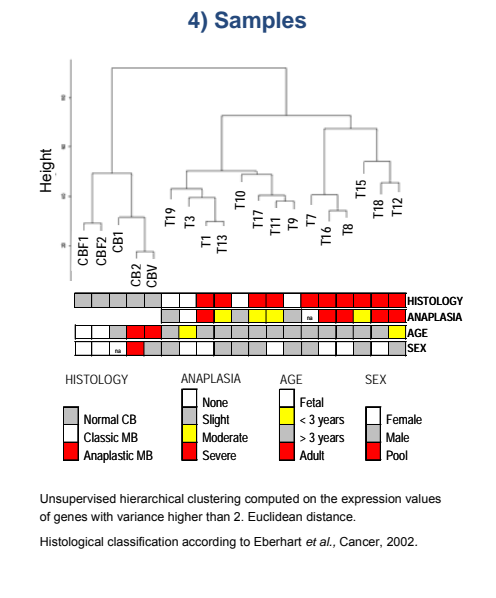 4) Samples
Height
CBF1
CBF2
CB1
CB2
CBV
T19
T3
T1
T13
T10
T17
T11
T9
T7
T16
T8
T15
T18
T12
HISTOLOGY
na
ANAPLASIA
AGE
na
SEX
HISTOLOGY
Normal CB
Classic MB
Anaplastic MB
ANAPLASIA
None
Slight
Moderate
Severe
AGE
Fetal
< 3 years
> 3 years
Adult
SEX
Female
Male
Pool
Unsupervised hierarchical clustering computed on the expression values
of genes with variance higher than 2. Euclidean distance.
Histological classification according to Eberhart et al., Cancer, 2002.